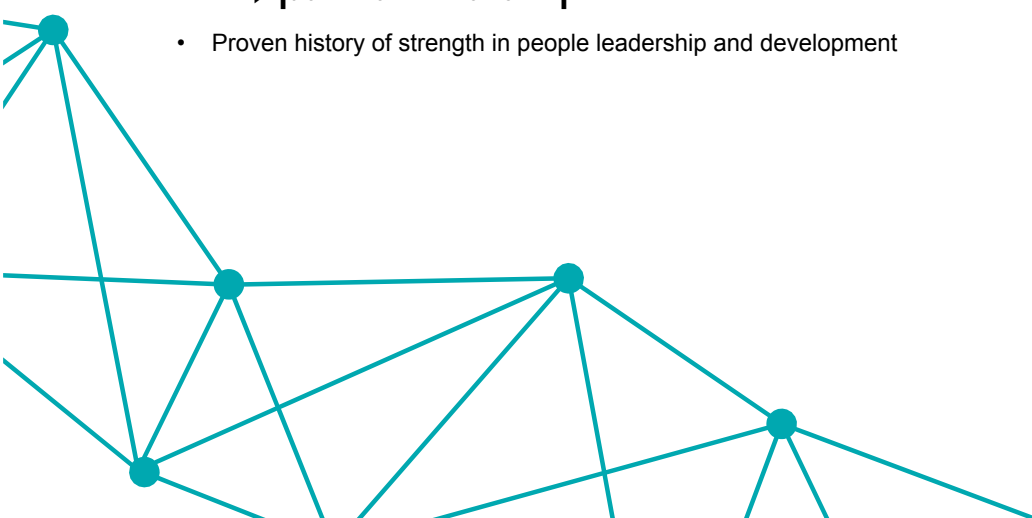 • Proven history of strength in people leadership and development